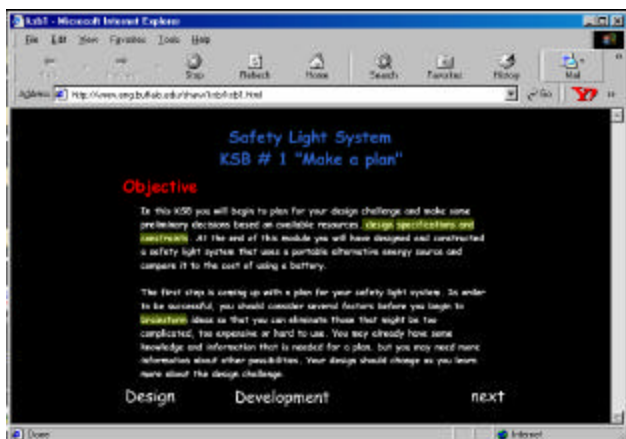 ksb1 - Microsoft Internet Explorer
File Edit View Favorites Tools Help
Stop Refresh Home Search Favorites History Mail
Address Go
Safety Light System
KSB # 1 "Make a plan"
Objective
In this KSB you will begin to plan for your design challenge and make some
preliminary decisions based on available resources, design specifications and
constraints. At the end of this module you will have designed and constructed
a safety light system that uses a portable alternative energy source and
compare it to the cost of using a battery.
The first step is coming up with a plan for your safety light system. In order
to be successful, you should consider several factors before you begin to
brainstorm ideas so that you can eliminate those that might be too
complicated, too expensive or hard to use. You may already have some
knowledge and information that is needed for a plan, but you may need more
information about other possibilities. Your design should change as you learn
more about the design challenge.
Design Development next
Done Internet